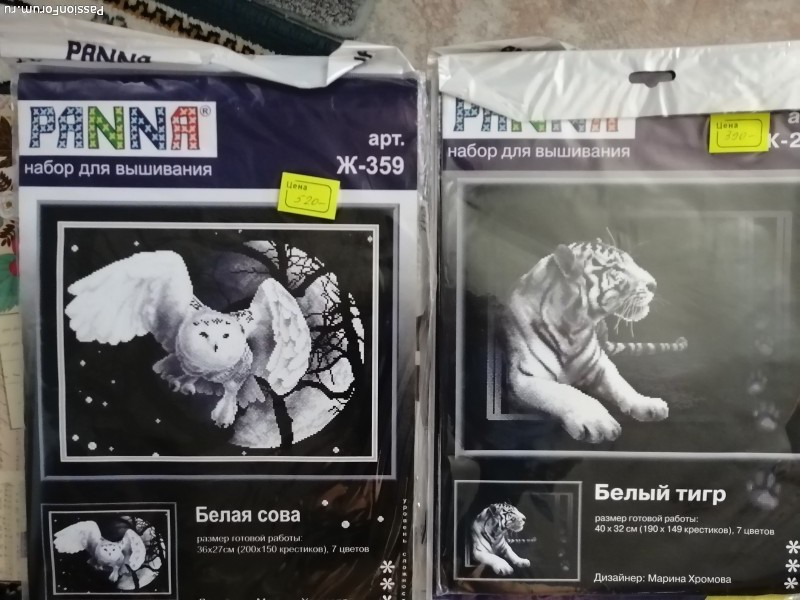 PassionForum.ru
PANNA
PANNA®
набор для вышивания
арт.
Ж-359
Цена
520-
Белая сова
размер готовой работы:
36x27см (200x150 крестиков), 7 цветов
PANNA
набор для вышивания
Цена
Белый тигр
размер готовой работы:
40 x 32 см (190 x 149 крестиков), 7 цветов
Дизайнер: Марина Хромова